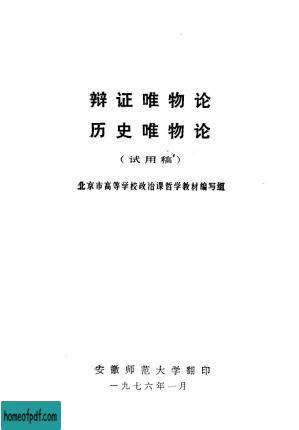 辩证唯物论
历史唯物论
(试用稿)
北京市高等学校政治课哲学教材编写组
安徽师范大学翻印
一九七六年一月
homeofpdf.com
homeofpdf.com